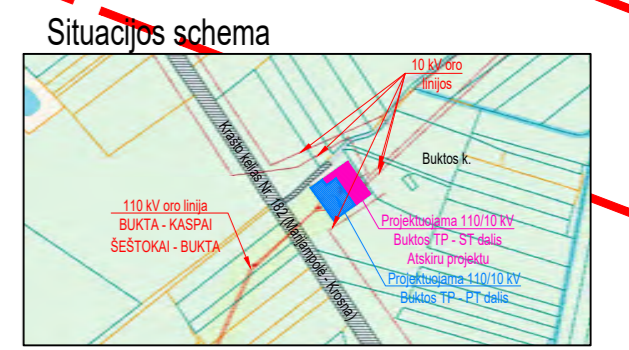 Situacijos schema
10 kV oro
linijos
Buktos k.
Krašto kelias Nr. 182 (Marijampolė - Krosna)
110 kV oro linija
BUKTA - KASPAI
ŠEŠTOKAI - BUKTA
Projektuojama 110/10 kV
Buktos TP - ST dalis
Atskiru projektu
Projektuojama 110/10 kV
Buktos TP - PT dalis